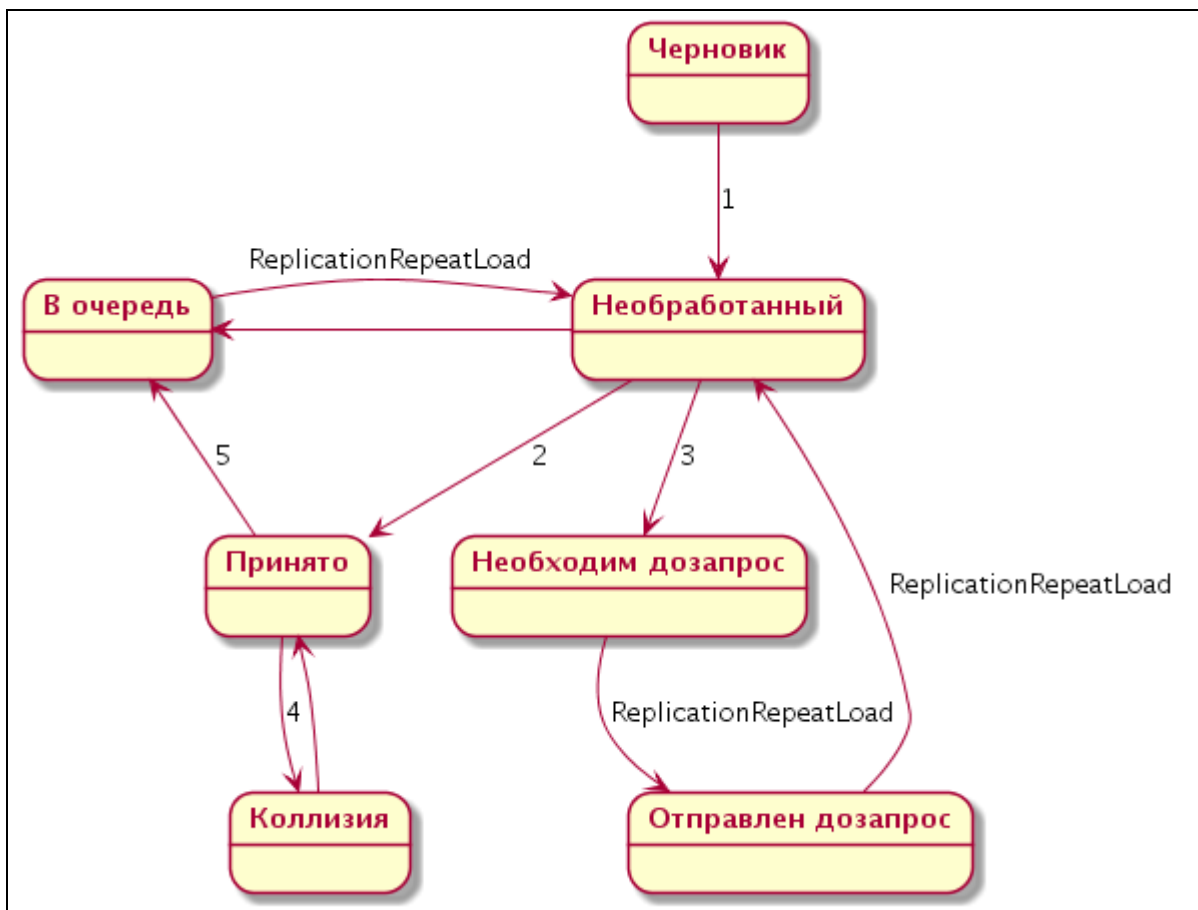 Черновик
1
ReplicationRepeatLoad
В очередь
Необработанный
5
2
3
Принято
Необходим дозапрос
ReplicationRepeatLoad
4
ReplicationRepeatLoad
Коллизия
Отправлен дозапрос